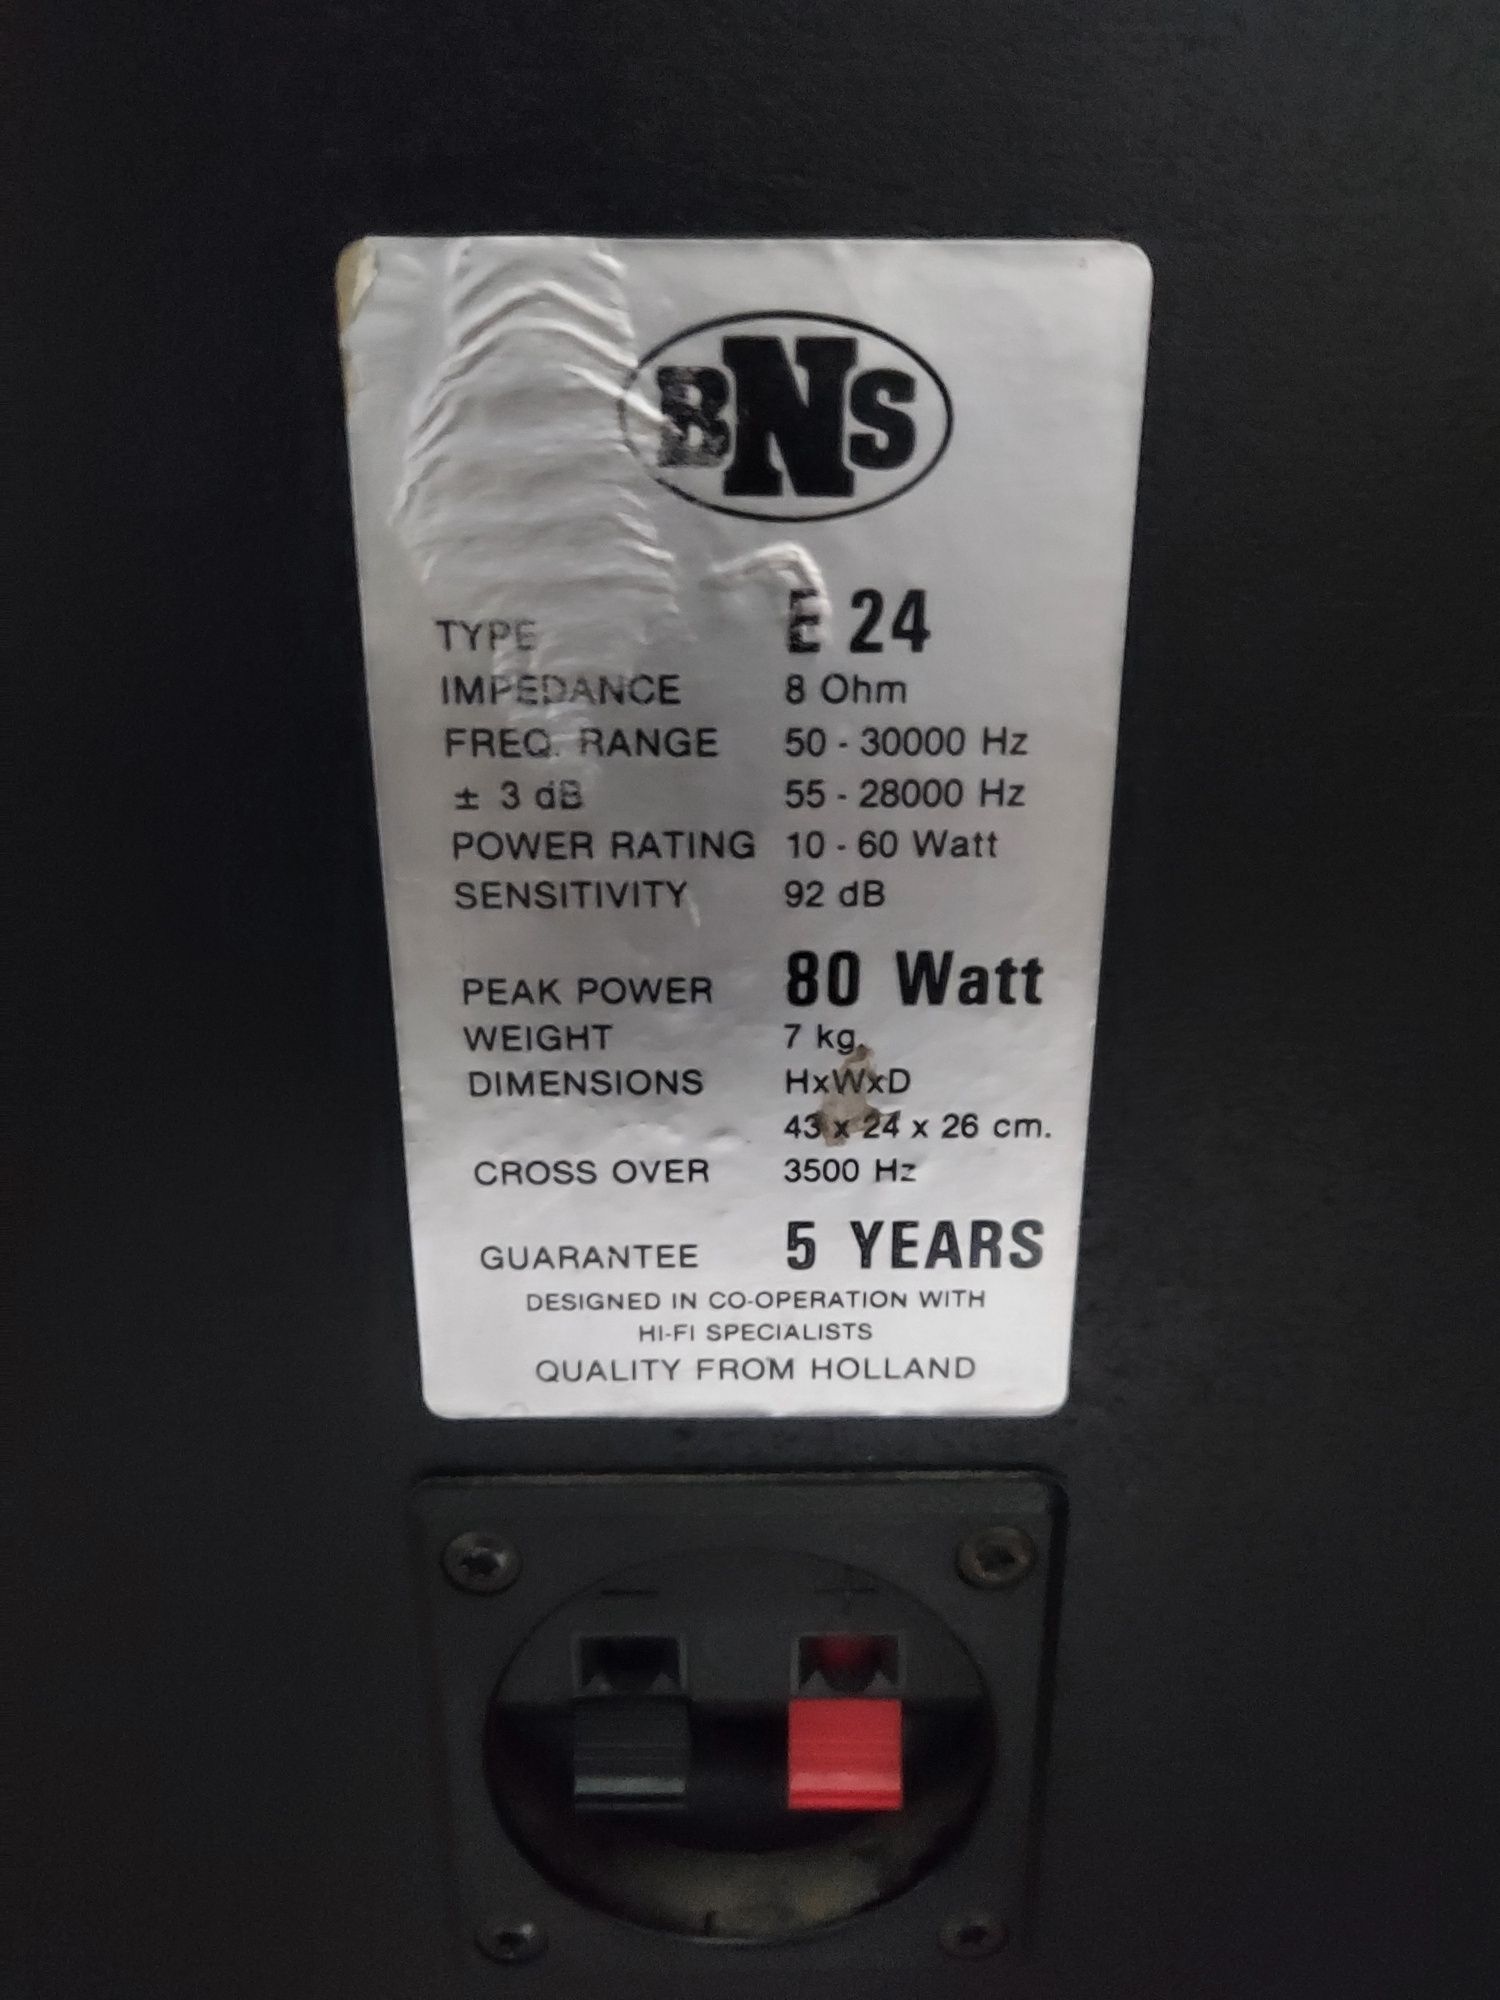 BNS
TYPE E 24
IMPEDANCE 8 Ohm
FREQ. RANGE 50 - 30000 Hz
± 3 dB 55 - 28000 Hz
POWER RATING 10 - 60 Watt
SENSITIVITY 92 dB
PEAK POWER 80 Watt
WEIGHT 7 kg.
DIMENSIONS HxWxD
43 x 24 x 26 cm.
CROSS OVER 3500 Hz
GUARANTEE 5 YEARS
DESIGNED IN CO-OPERATION WITH
HI-FI SPECIALISTS
QUALITY FROM HOLLAND
— +